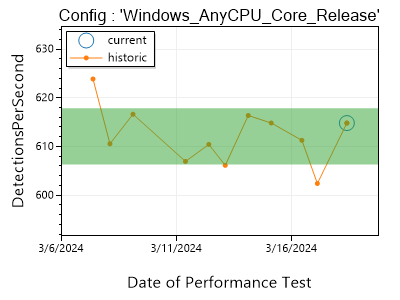 Config : 'Windows_AnyCPU_Core_Release'
current
historic
DetectionsPerSecond
630
620
610
600
3/6/2024
3/11/2024
3/16/2024
Date of Performance Test